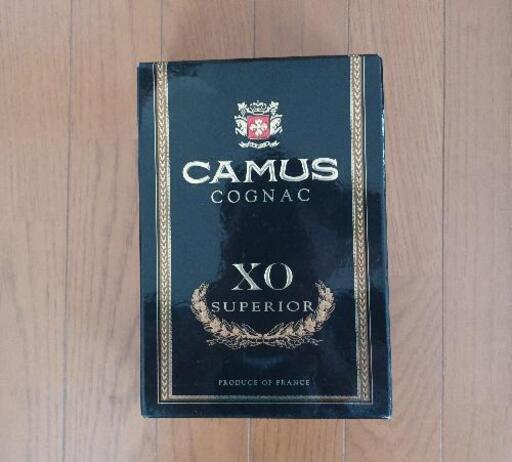 CAMUS
COGNAC
XO
SUPERIOR
PRODUCE OF FRANCE